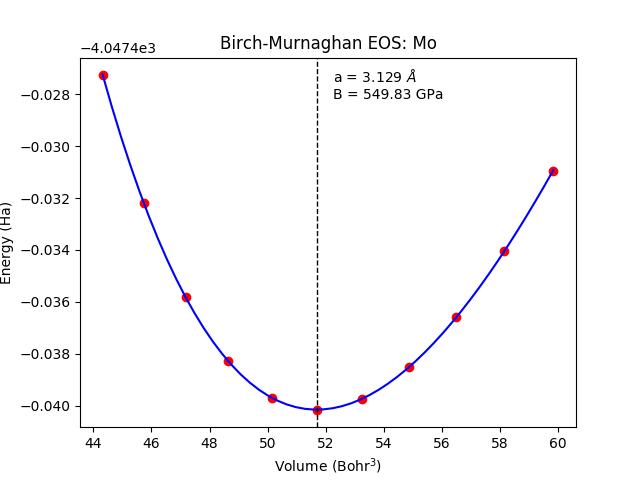 Birch-Murnaghan EOS: Mo
−4.0474e3
a = 3.129 Å
B = 549.83 GPa
Energy (Ha)
−0.028
−0.030
−0.032
−0.034
−0.036
−0.038
−0.040
44 46 48 50 52 54 56 58 60
Volume (Bohr³)